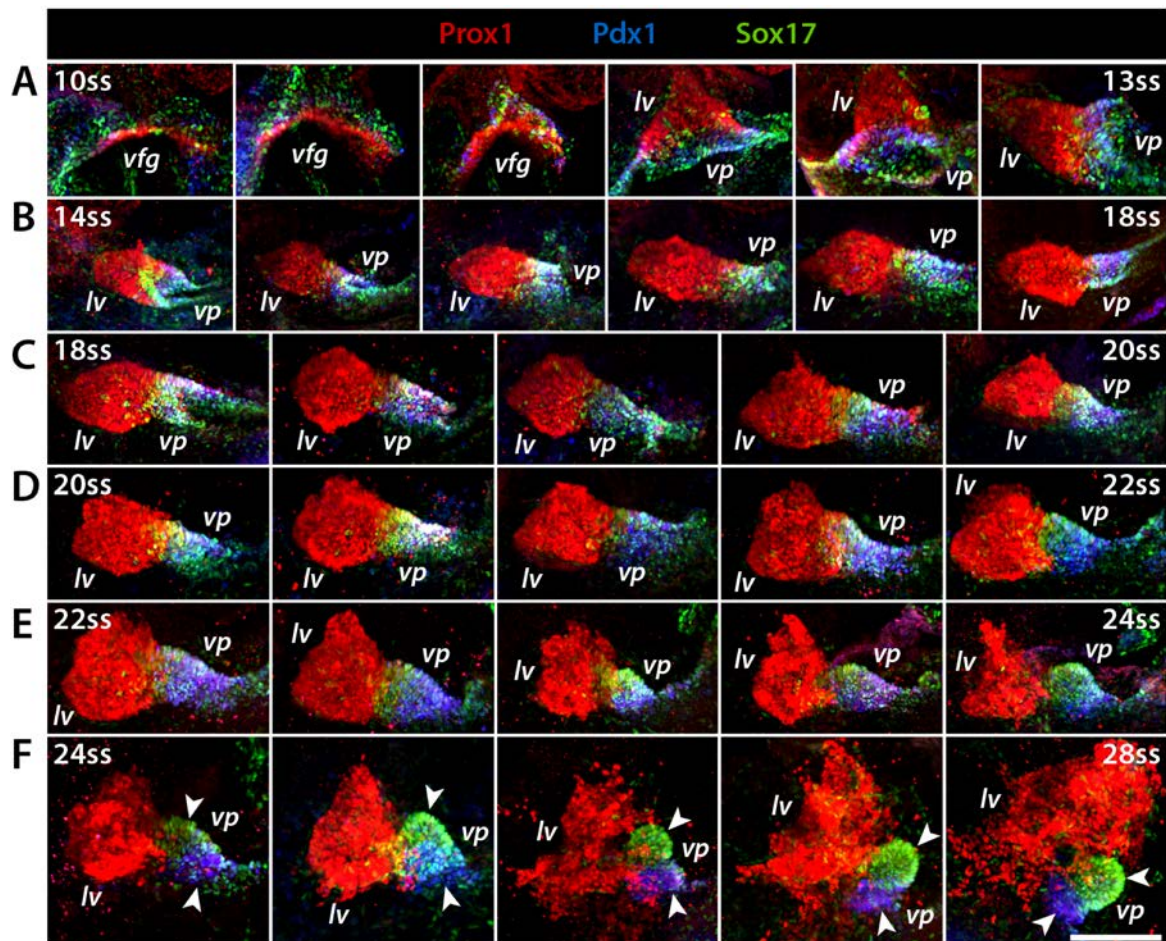 Prox1 Pdx1 Sox17
A 10ss 13ss
vfg vfg vfg lv vp lv vp lv vp
B 14ss 18ss
lv vp lv vp lv vp lv vp lv vp lv vp
C 18ss 20ss
lv vp lv vp lv vp lv vp lv vp
D 20ss 22ss
lv vp lv vp lv vp lv vp lv vp
E 22ss 24ss
lv vp lv vp lv vp lv vp lv vp
F 24ss 28ss
lv vp lv vp lv vp lv vp lv vp